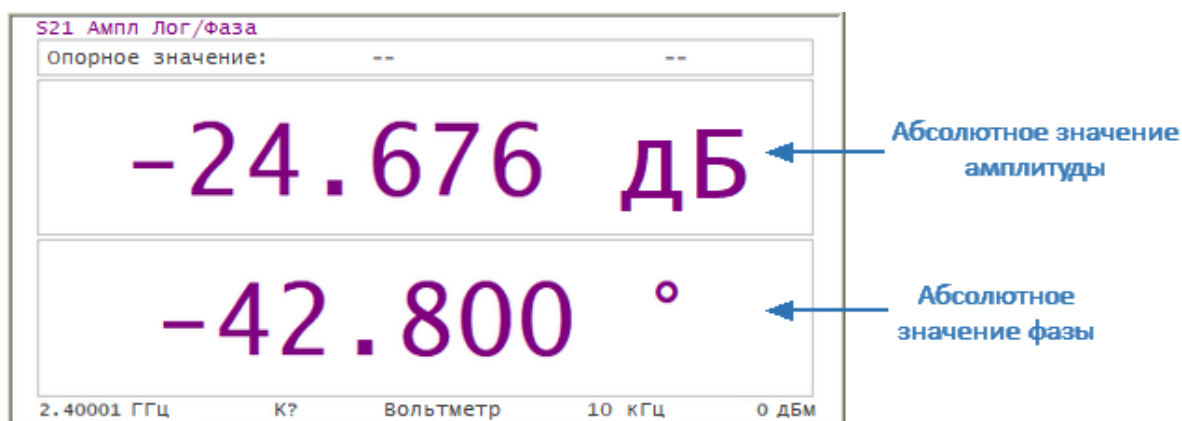 S21 Ампл Лог/Фаза
Опорное значение: -- --
-24.676 дБ
Абсолютное значение
амплитуды
-42.800 °
Абсолютное
значение фазы
2.40001 ГГц К? Вольтметр 10 кГц 0 дБм